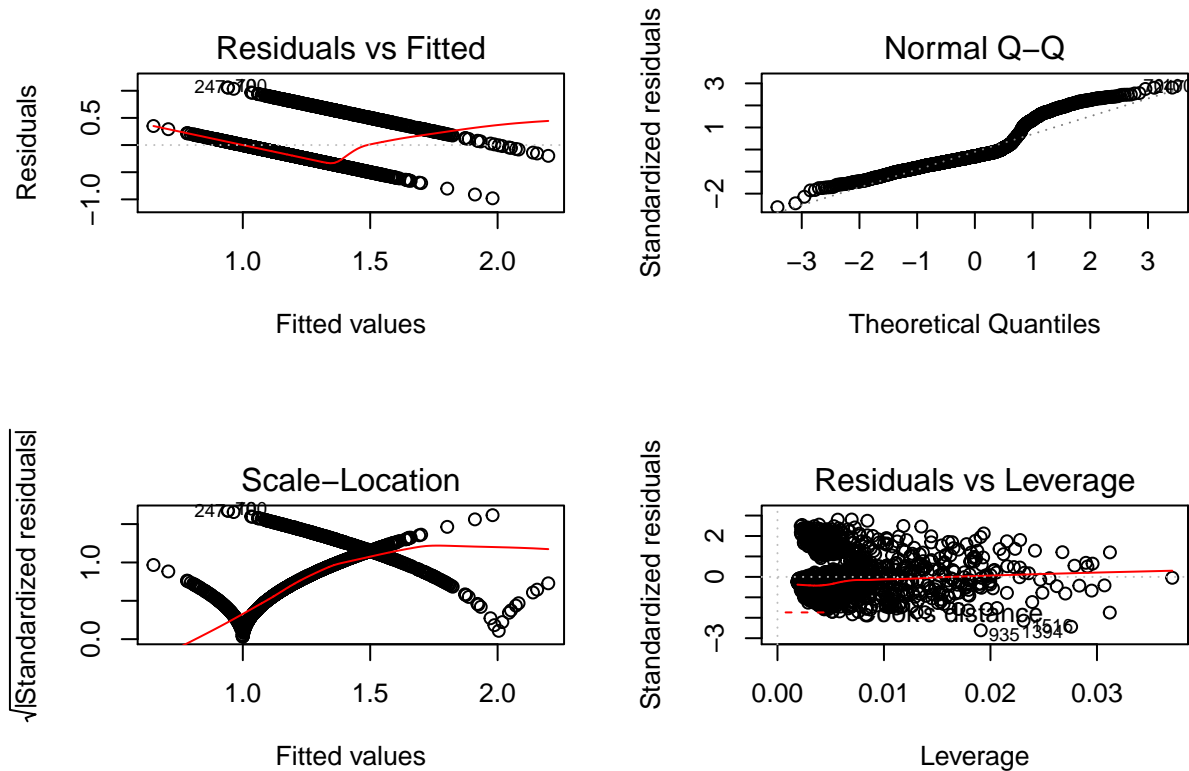 Residuals vs Fitted
Residuals
0.5
−1.0
1.0
1.5
2.0
Fitted values
Normal Q−Q
Standardized residuals
3
1
−2
−3
−2
−1
0
1
2
3
Theoretical Quantiles
Scale−Location
√|Standardized residuals|
1.0
0.0
1.0
1.5
2.0
Fitted values
Residuals vs Leverage
Standardized residuals
2
0
−3
Cook's distance
935
1394
1516
0.00
0.01
0.02
0.03
Leverage